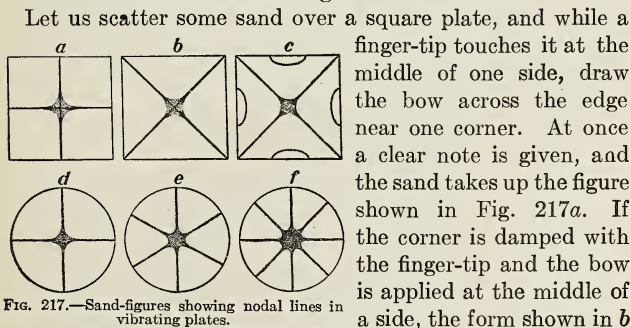 Let us scatter some sand over a square plate, and while a
finger-tip touches it at the
middle of one side, draw
the bow across the edge
near one corner. At once
a clear note is given, and
the sand takes up the figure
shown in Fig. 217a. If
the corner is damped with
the finger-tip and the bow
is applied at the middle of
a side, the form shown in b
a b c
d e f
FIG. 217.—Sand-figures showing nodal lines in
vibrating plates.